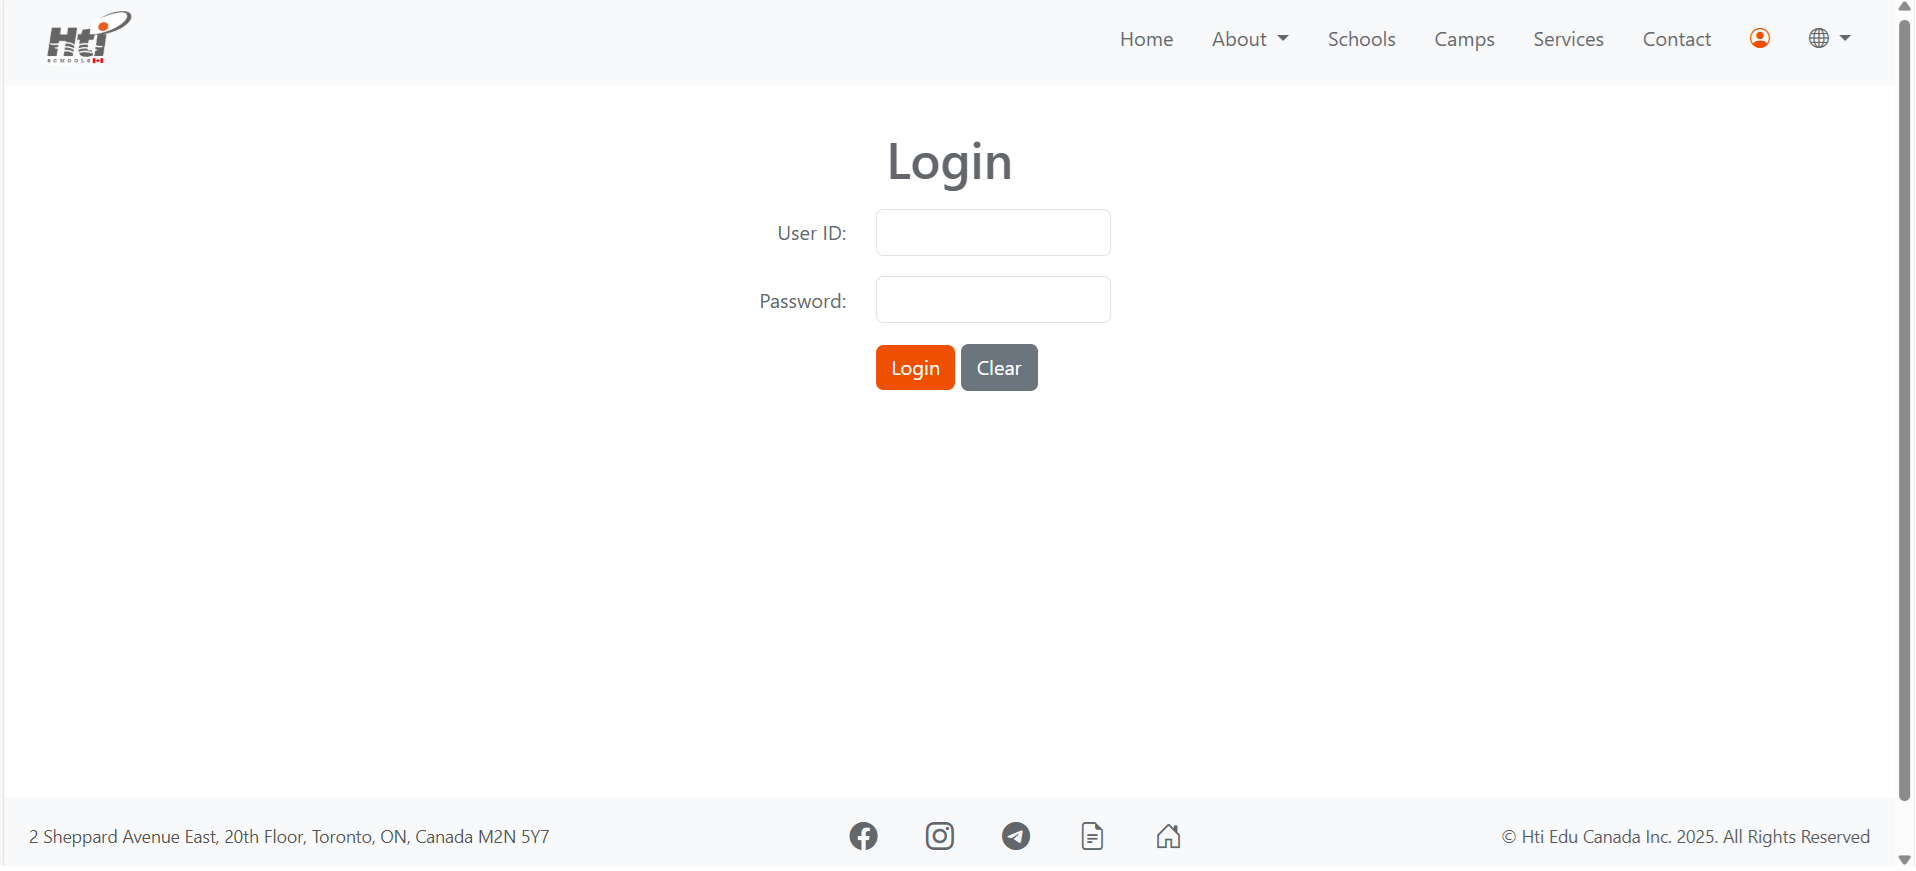 Hti
SCHOOLS
Home About Schools Camps Services Contact
Login
User ID:
Password:
Login Clear
2 Sheppard Avenue East, 20th Floor, Toronto, ON, Canada M2N 5Y7
© Hti Edu Canada Inc. 2025. All Rights Reserved